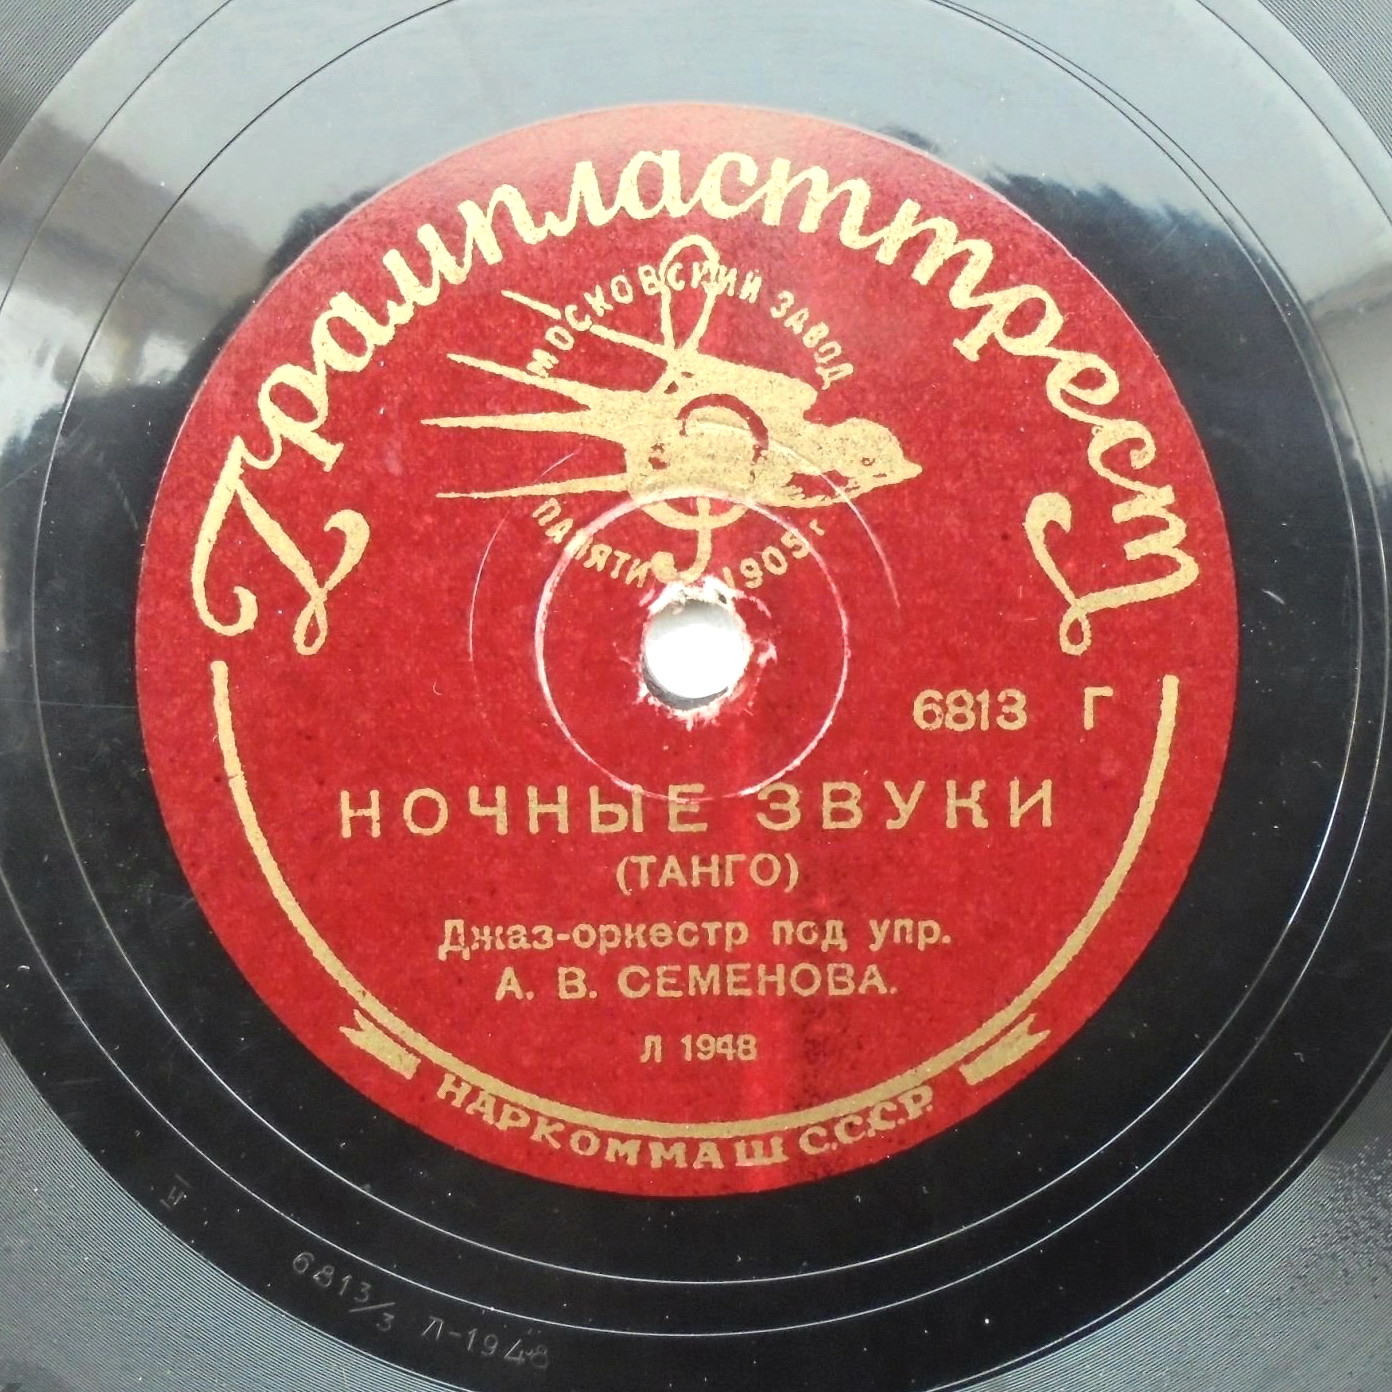 Грампласттрест
МОСКОВСКИЙ ЗАВОД
ПАМЯТИ 1905 г.
6813 Г
НОЧНЫЕ ЗВУКИ
(ТАНГО)
Джаз-оркестр под упр.
А. В. СЕМЕНОВА.
Л 1948
НАРКОММАШ С.С.С.Р.
6813/3 Л-1948